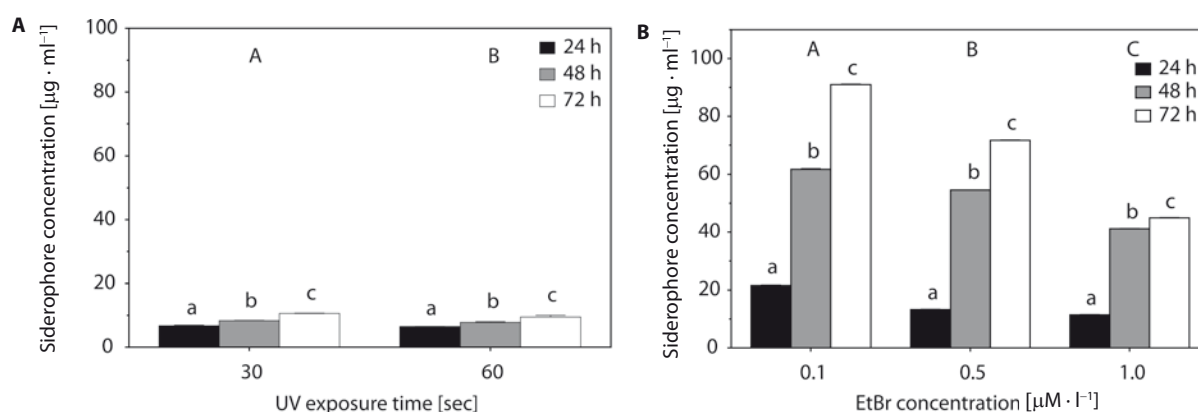 A
Siderophore concentration [µg · ml⁻¹]
100
80
60
40
20
0
A
B
24 h
48 h
72 h
a
b
c
a
b
c
30
60
UV exposure time [sec]
B
Siderophore concentration [µg · ml⁻¹]
100
80
60
40
20
0
A
B
C
24 h
48 h
72 h
a
b
c
a
b
c
a
b
c
0.1
0.5
1.0
EtBr concentration [µM · l⁻¹]